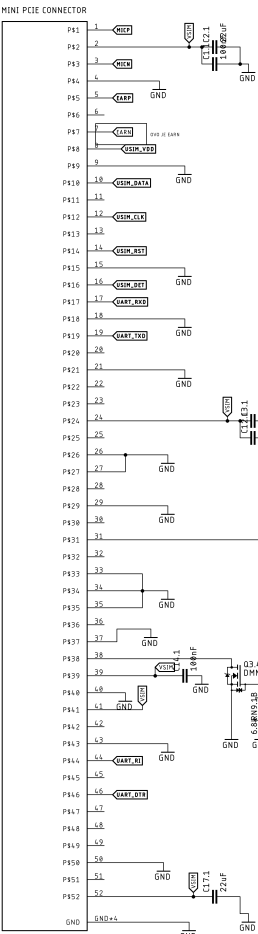 MINI PCIE CONNECTOR
P$1 1 MICP
P$2 2 VSIM C1.1 C2.1 100nF 22uF
P$3 3 MICN GND
P$4 4 GND
P$5 5 EARP
P$6 6
P$7 7 EARN OVO JE EARN
P$8 8 USIM_VDD
P$9 9 GND
P$10 10 USIM_DATA
P$11 11
P$12 12 USIM_CLK
P$13 13
P$14 14 USIM_RST
P$15 15 GND
P$16 16 USIM_DET
P$17 17 UART_RXD
P$18 18 GND
P$19 19 UART_TXD
P$20 20
P$21 21 GND
P$22 22
P$23 23 VSIM
P$24 24
P$25 25
P$26 26 GND
P$27 27
P$28 28
P$29 29 GND
P$30 30
P$31 31
P$32 32
P$33 33
P$34 34 GND
P$35 35
P$36 36
P$37 37 GND
P$38 38 100nF
P$39 39 VSIM GND
P$40 40 GND VSIM
P$41 41
P$42 42
P$43 43 GND GND
P$44 44 UART_RI
P$45 45
P$46 46 UART_DTR
P$47 47
P$48 48
P$49 49
P$50 50 GND
P$51 51 VSIM C17.1 22uF
P$52 52
GND GND*4 GND